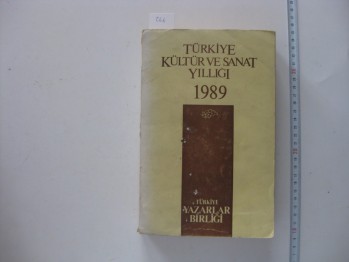 TÜRKİYE
KÜLTÜR VE SANAT
YILLIĞI
1989
TÜRKİYE
YAZARLAR
BİRLİĞİ